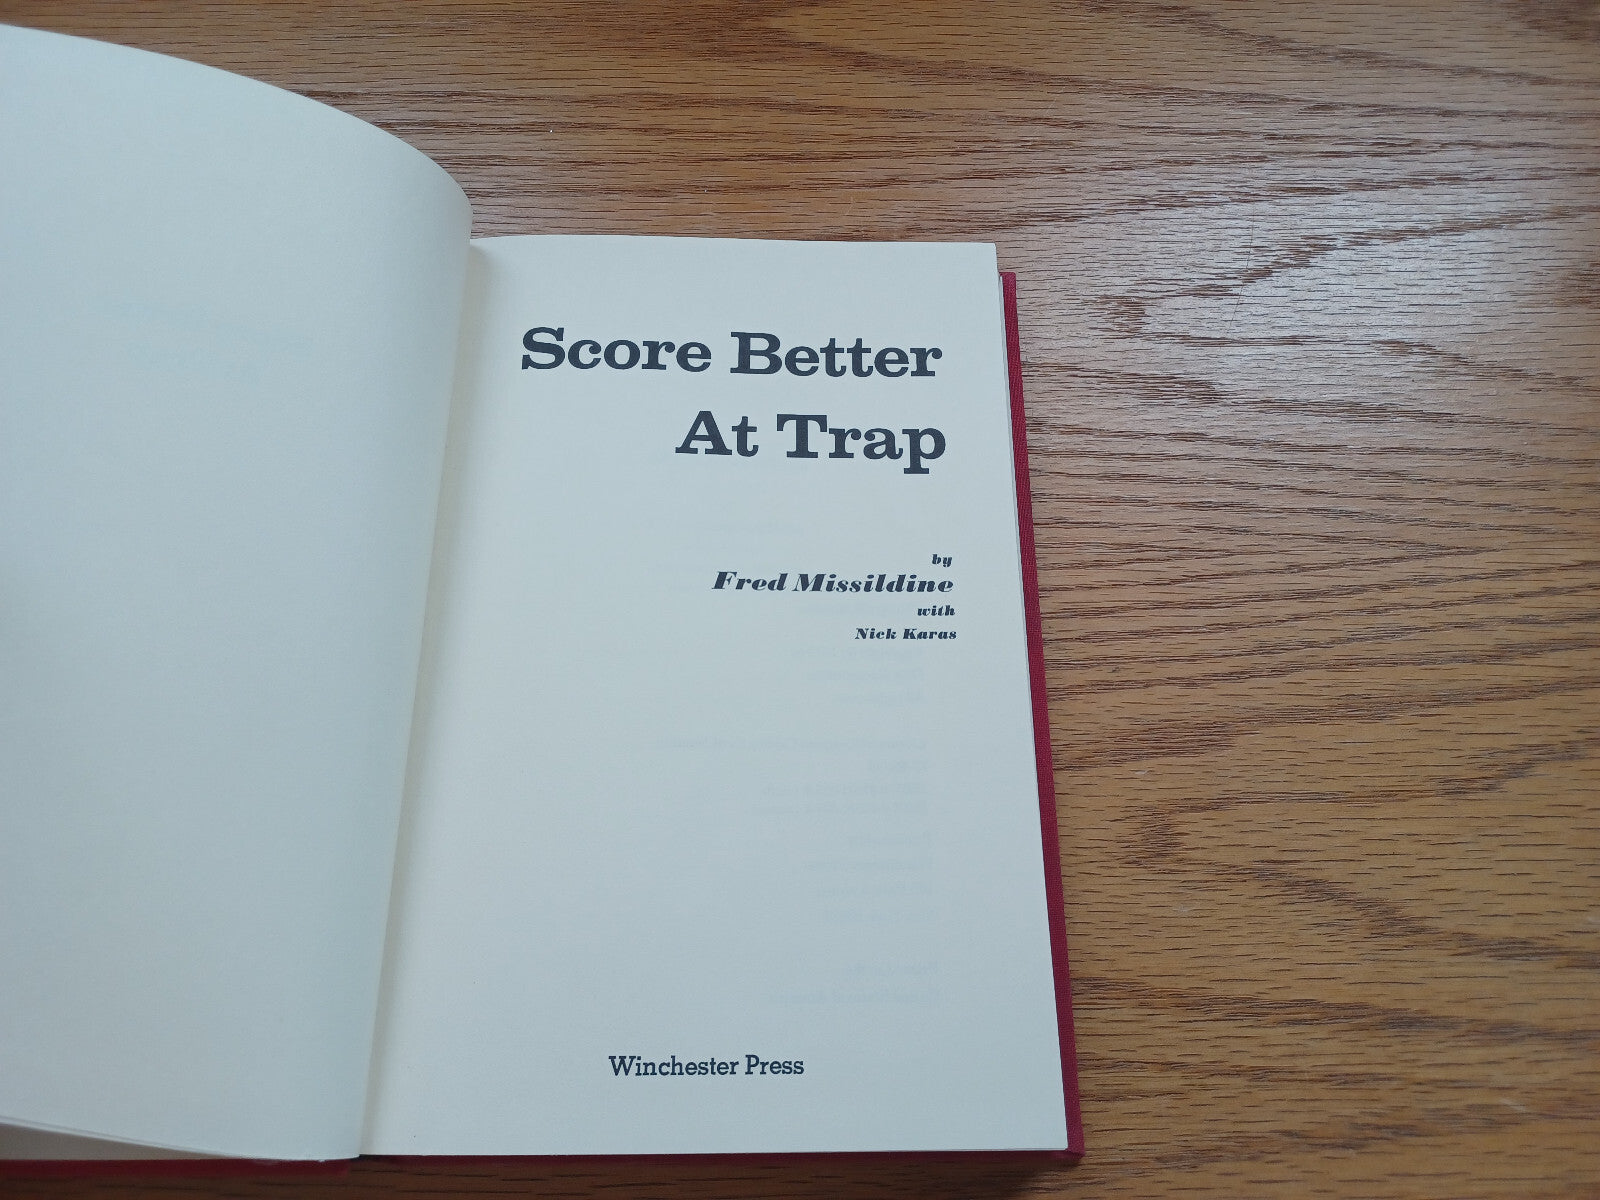 Score Better
At Trap
by
Fred Missildine
with
Nick Karas
Winchester Press